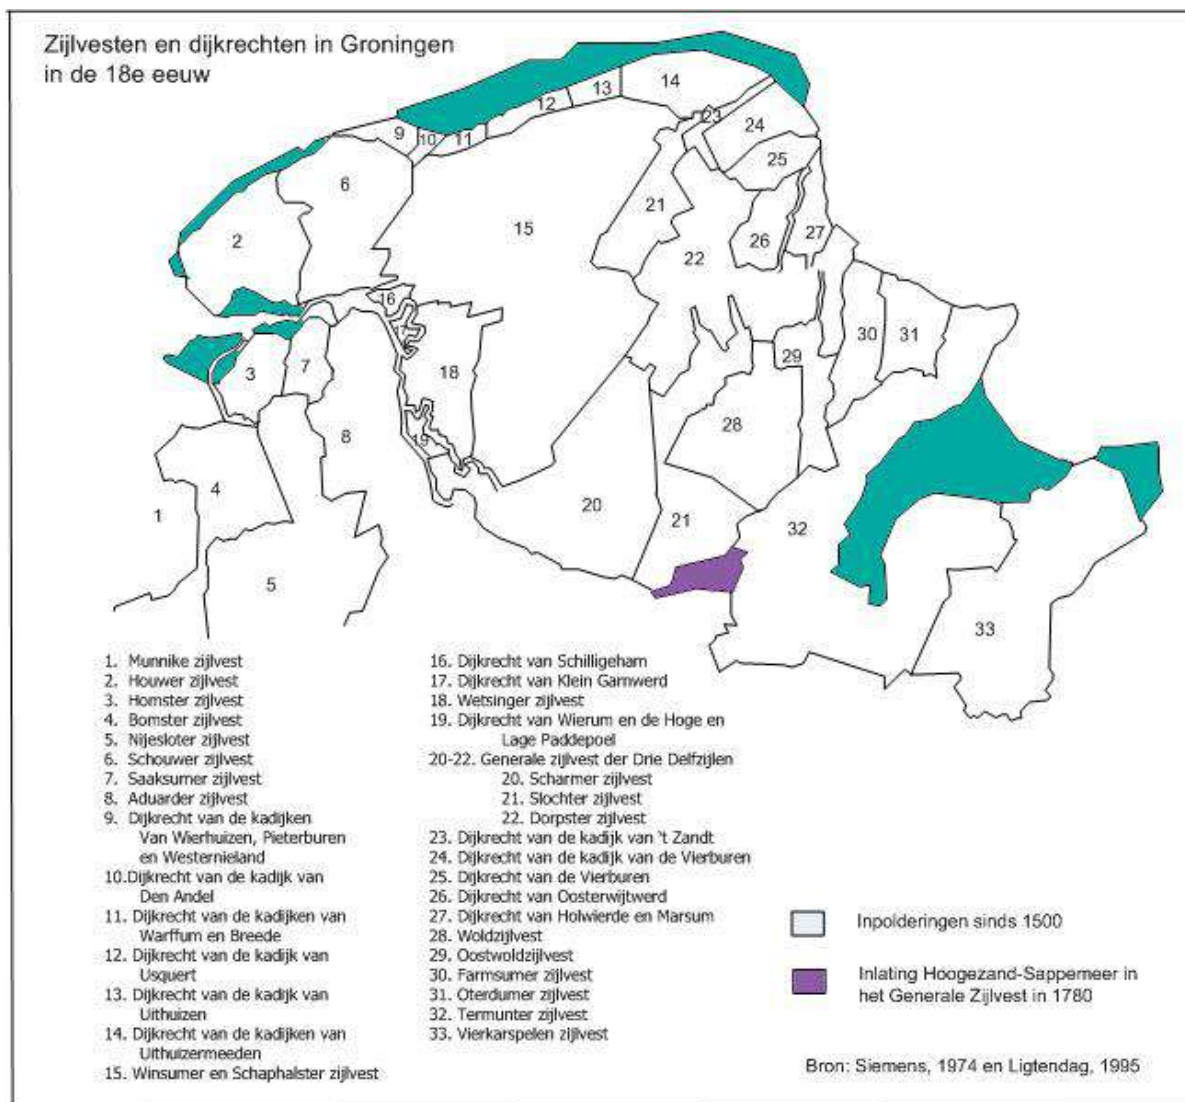 Zijlvesten en dijkrechten in Groningen
in de 18e eeuw
14
13
12
23
24
9
10
11
25
6
21
15
26
27
2
22
16
17
30
31
29
3
7
18
28
8
19
4
20
21
1
32
5
33
1. Munnike zijlvest
2. Houwer zijlvest
3. Homster zijlvest
4. Bomster zijlvest
5. Nijesloter zijlvest
6. Schouwer zijlvest
7. Saaksumer zijlvest
8. Aduarder zijlvest
9. Dijkrecht van de kadijken
Van Wierhuizen, Pieterburen
en Westernieland
10.Dijkrecht van de kadijk van
Den Andel
11. Dijkrecht van de kadijken van
Warffum en Breede
12. Dijkrecht van de kadijk van
Usquert
13. Dijkrecht van de kadijk van
Uithuizen
14. Dijkrecht van de kadijken van
Uithuizermeeden
15. Winsumer en Schaphalster zijlvest
16. Dijkrecht van Schilligeham
17. Dijkrecht van Klein Garnwerd
18. Wetsinger zijlvest
19. Dijkrecht van Wierum en de Hoge en
Lage Paddepoel
20-22. Generale zijlvest der Drie Delfzijlen
20. Scharmer zijlvest
21. Slochter zijlvest
22. Dorpster zijlvest
23. Dijkrecht van de kadijk van 't Zandt
24. Dijkrecht van de kadijk van de Vierburen
25. Dijkrecht van de Vierburen
26. Dijkrecht van Oosterwijtwerd
27. Dijkrecht van Holwierde en Marsum
28. Woldzijlvest
29. Oostwoldzijlvest
30. Farmsumer zijlvest
31. Oterdumer zijlvest
32. Termunter zijlvest
33. Vierkarspelen zijlvest
Inpolderingen sinds 1500
Inlating Hoogezand-Sappemeer in
het Generale Zijlvest in 1780
Bron: Siemens, 1974 en Ligtendag, 1995